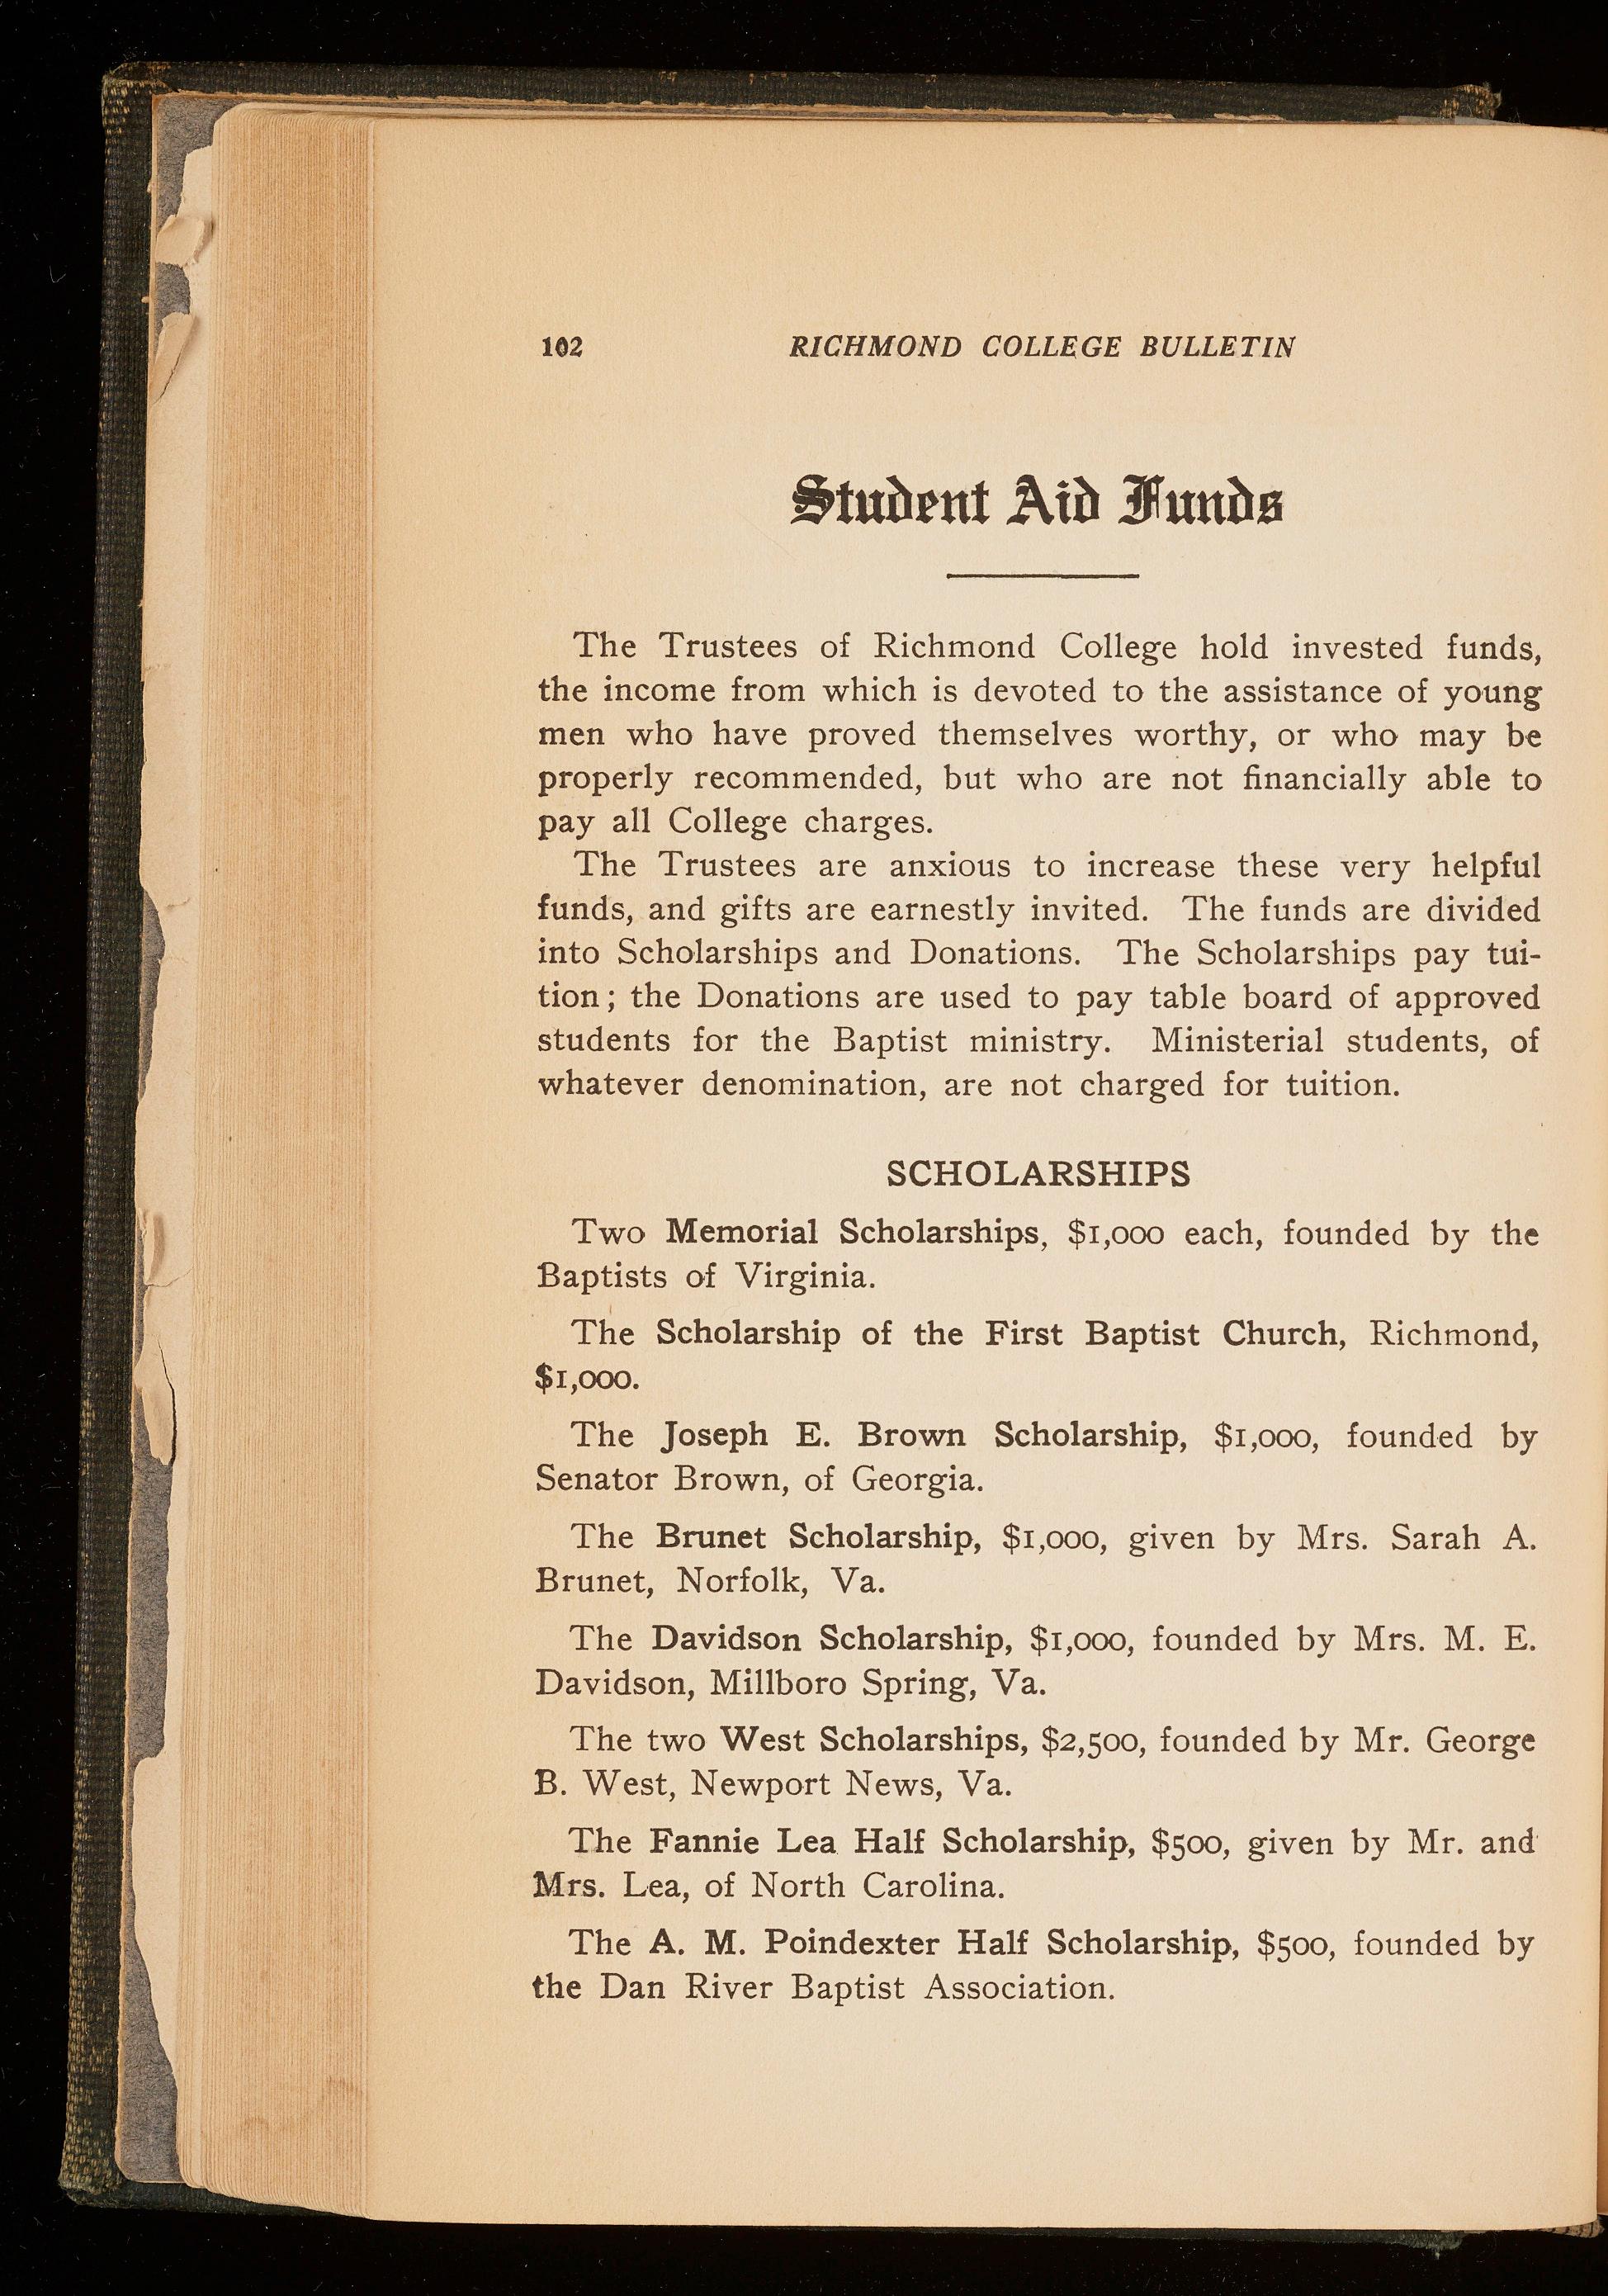 102 RICHMOND COLLEGE BULLETIN
Student Aid Funds
The Trustees of Richmond College hold invested funds,
the income from which is devoted to the assistance of young
men who have proved themselves worthy, or who may be
properly recommended, but who are not financially able to
pay all College charges.
The Trustees are anxious to increase these very helpful
funds, and gifts are earnestly invited. The funds are divided
into Scholarships and Donations. The Scholarships pay tui-
tion; the Donations are used to pay table board of approved
students for the Baptist ministry. Ministerial students, of
whatever denomination, are not charged for tuition.
SCHOLARSHIPS
Two Memorial Scholarships, $1,000 each, founded by the
Baptists of Virginia.
The Scholarship of the First Baptist Church, Richmond,
$1,000.
The Joseph E. Brown Scholarship, $1,000, founded by
Senator Brown, of Georgia.
The Brunet Scholarship, $1,000, given by Mrs. Sarah A.
Brunet, Norfolk, Va.
The Davidson Scholarship, $1,000, founded by Mrs. M. E.
Davidson, Millboro Spring, Va.
The two West Scholarships, $2,500, founded by Mr. George
B. West, Newport News, Va.
The Fannie Lea Half Scholarship, $500, given by Mr. and
Mrs. Lea, of North Carolina.
The A. M. Poindexter Half Scholarship, $500, founded by
the Dan River Baptist Association.